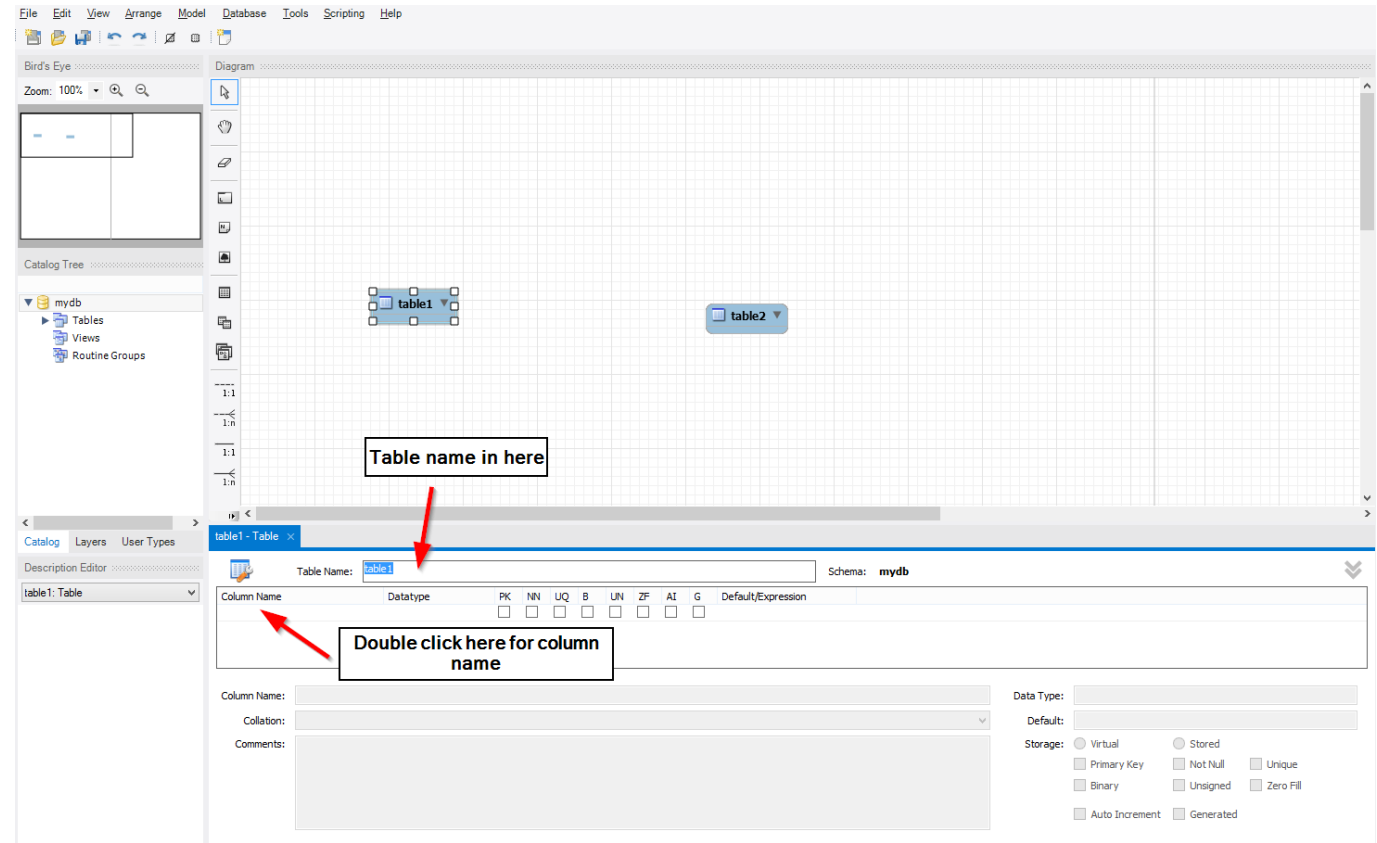 File Edit View Arrange Model Database Tools Scripting Help
Bird's Eye
Diagram
Zoom: 100%
Catalog Tree
mydb
Tables
Views
Routine Groups
table1
table2
1:1
1:n
1:1
1:n
Table name in here
Catalog Layers User Types
Description Editor
table1: Table
table1 - Table
Table Name: table1 Schema: mydb
Column Name Datatype PK NN UQ B UN ZF AI G Default/Expression
Double click here for column
name
Column Name: Data Type:
Collation: Default:
Comments: Storage: Virtual Stored
Primary Key Not Null Unique
Binary Unsigned Zero Fill
Auto Increment Generated